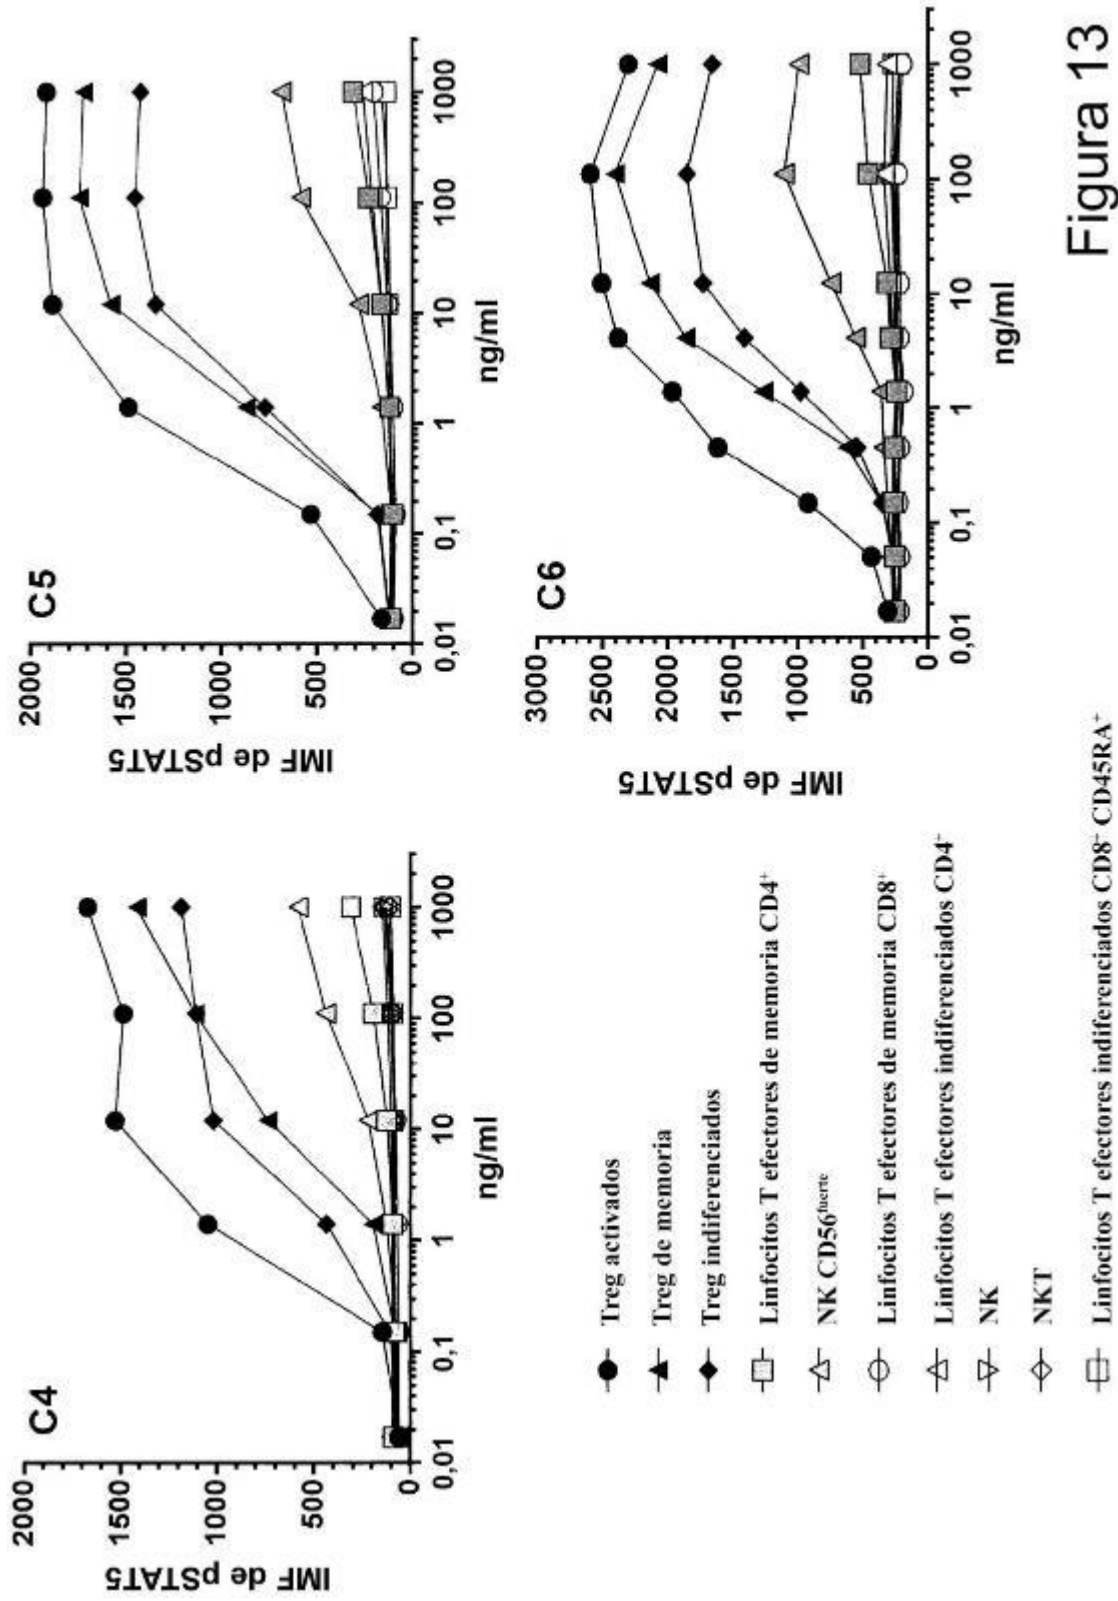 C4
IMF de pSTAT5
2000
1500
1000
500
0
0,01 0,1 1 10 100 1000
ng/ml
C5
IMF de pSTAT5
2000
1500
1000
500
0
0,01 0,1 1 10 100 1000
ng/ml
Treg activados
Treg de memoria
Treg indiferenciados
Linfocitos T efectores de memoria CD4⁺
NK CD56ᶠᵘᵉʳᵗᵉ
Linfocitos T efectores de memoria CD8⁺
Linfocitos T efectores indiferenciados CD4⁺
NK
NKT
Linfocitos T efectores indiferenciados CD8⁺ CD45RA⁺
C6
IMF de pSTAT5
3000
2500
2000
1500
1000
500
0
0,01 0,1 1 10 100 1000
ng/ml
Figura 13